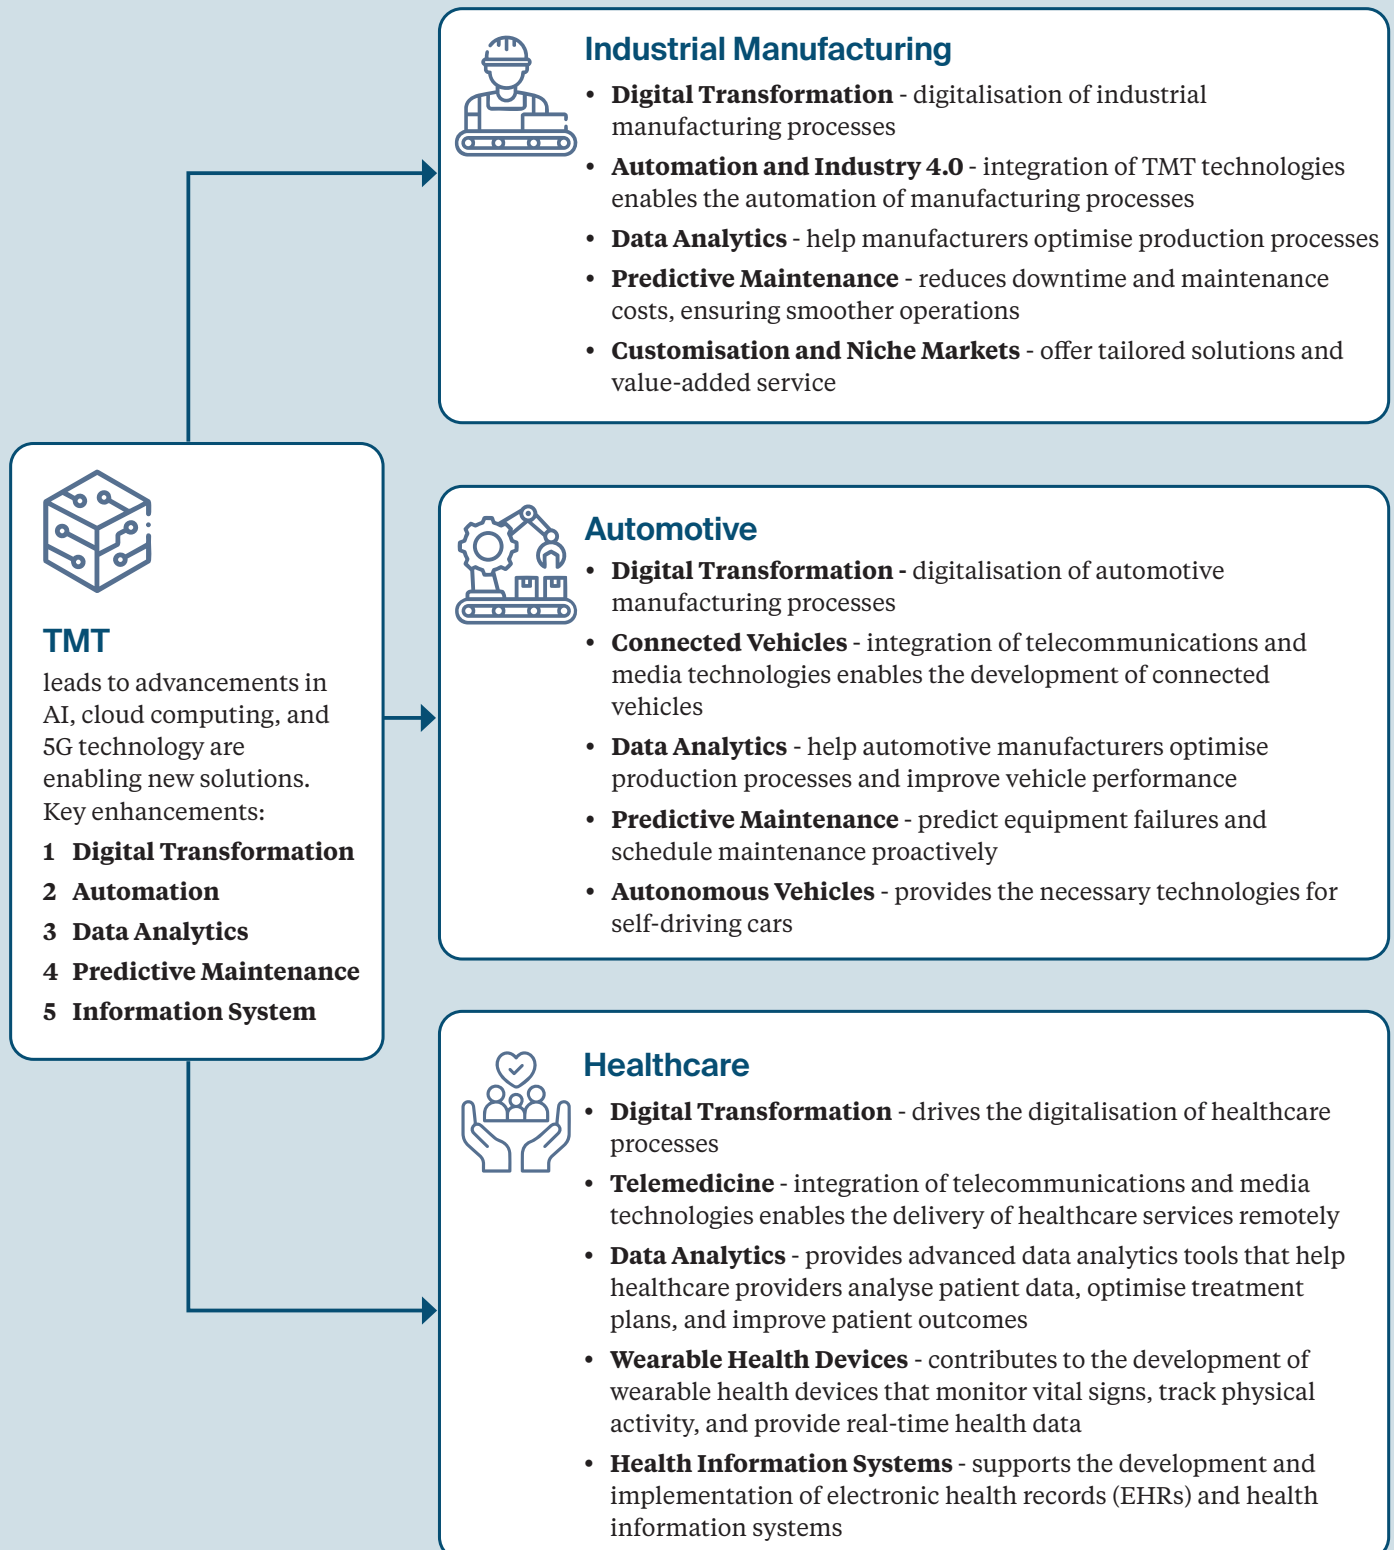 Industrial Manufacturing
• Digital Transformation - digitalisation of industrial
manufacturing processes
• Automation and Industry 4.0 - integration of TMT technologies
enables the automation of manufacturing processes
• Data Analytics - help manufacturers optimise production processes
• Predictive Maintenance - reduces downtime and maintenance
costs, ensuring smoother operations
• Customisation and Niche Markets - offer tailored solutions and
value-added service
TMT
leads to advancements in
AI, cloud computing, and
5G technology are
enabling new solutions.
Key enhancements:
1 Digital Transformation
2 Automation
3 Data Analytics
4 Predictive Maintenance
5 Information System
Automotive
• Digital Transformation - digitalisation of automotive
manufacturing processes
• Connected Vehicles - integration of telecommunications and
media technologies enables the development of connected
vehicles
• Data Analytics - help automotive manufacturers optimise
production processes and improve vehicle performance
• Predictive Maintenance - predict equipment failures and
schedule maintenance proactively
• Autonomous Vehicles - provides the necessary technologies for
self-driving cars
Healthcare
• Digital Transformation - drives the digitalisation of healthcare
processes
• Telemedicine - integration of telecommunications and media
technologies enables the delivery of healthcare services remotely
• Data Analytics - provides advanced data analytics tools that help
healthcare providers analyse patient data, optimise treatment
plans, and improve patient outcomes
• Wearable Health Devices - contributes to the development of
wearable health devices that monitor vital signs, track physical
activity, and provide real-time health data
• Health Information Systems - supports the development and
implementation of electronic health records (EHRs) and health
information systems